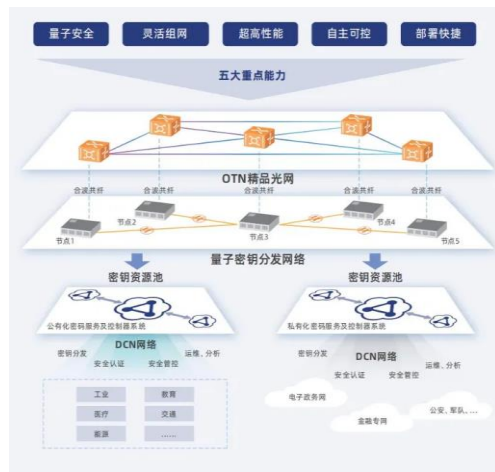 量子安全 灵活组网 超高性能 自主可控 部署快捷
五大重点能力
OTN精品光网
合波共纤 合波共纤 合波共纤 合波共纤 合波共纤
节点1 节点2 节点3 节点4 节点5
量子密钥分发网络
密钥资源池 密钥资源池
公有化密码服务及控制器系统 私有化密码服务及控制器系统
DCN网络 DCN网络
密钥分发 安全认证 安全管控 运维、分析
密钥分发 安全认证 安全管控 运维、分析
工业 教育
医疗 交通
能源 ......
电子政务网
金融专网
公安、军队、...